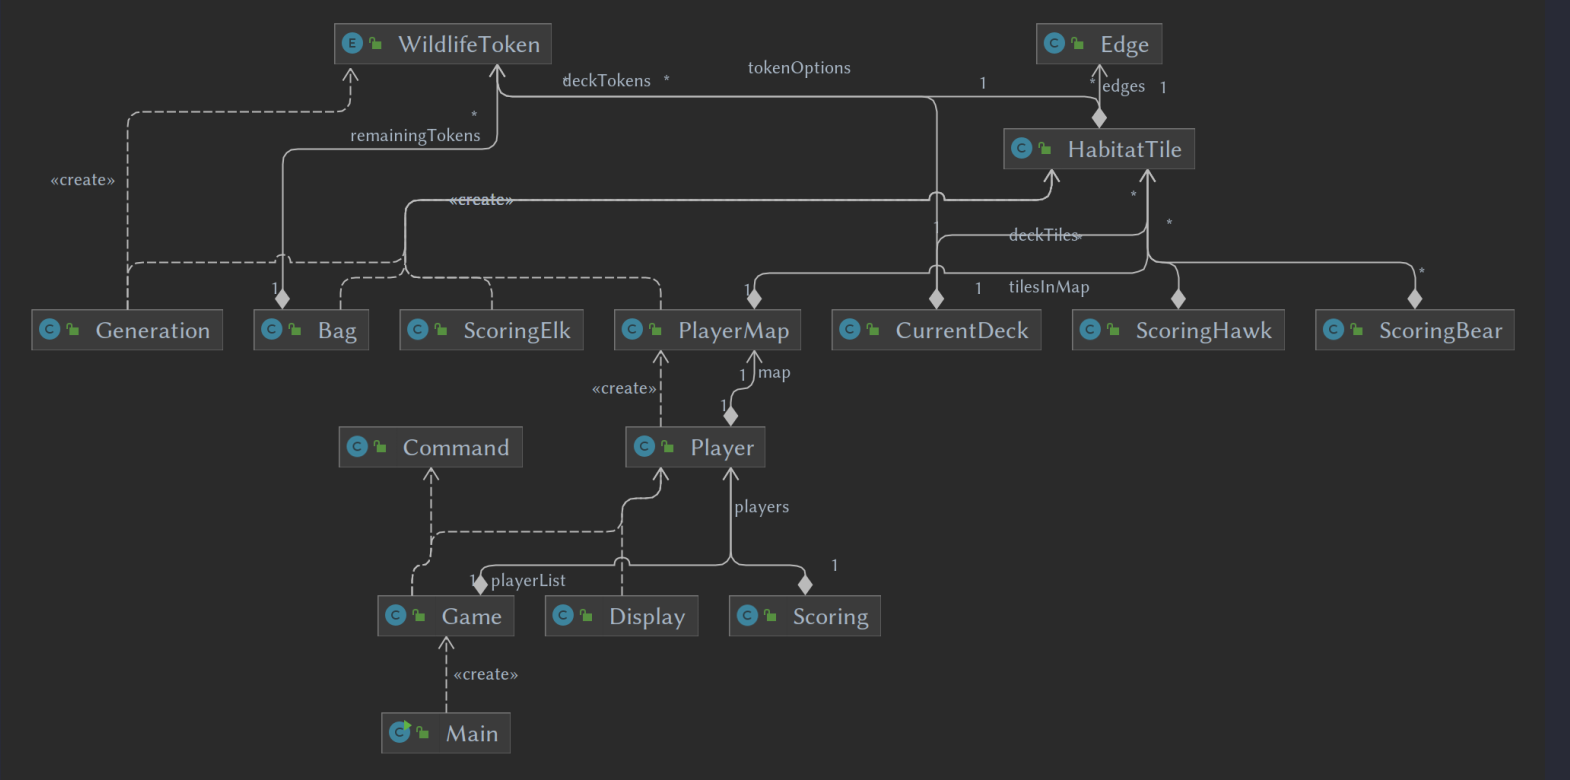 E WildlifeToken
C Edge
tokenOptions
deckTokens
*
*
1
*
edges
1
*
remainingTokens
C HabitatTile
«create»
«create»
*
*
1
deckTiles
*
*
1
1
1
tilesInMap
C Generation
C Bag
C ScoringElk
C PlayerMap
C CurrentDeck
C ScoringHawk
C ScoringBear
1
map
«create»
1
C Command
C Player
players
1
1
playerList
C Game
C Display
C Scoring
«create»
C Main